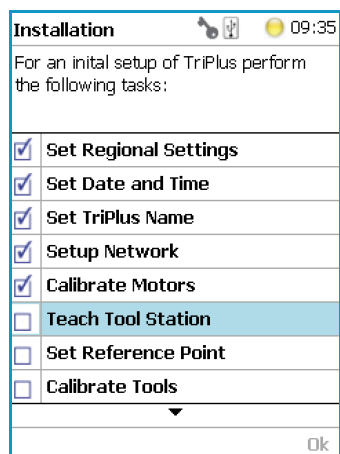 Installation 09:35
For an inital setup of TriPlus perform
the following tasks:
Set Regional Settings
Set Date and Time
Set TriPlus Name
Setup Network
Calibrate Motors
Teach Tool Station
Set Reference Point
Calibrate Tools
Ok